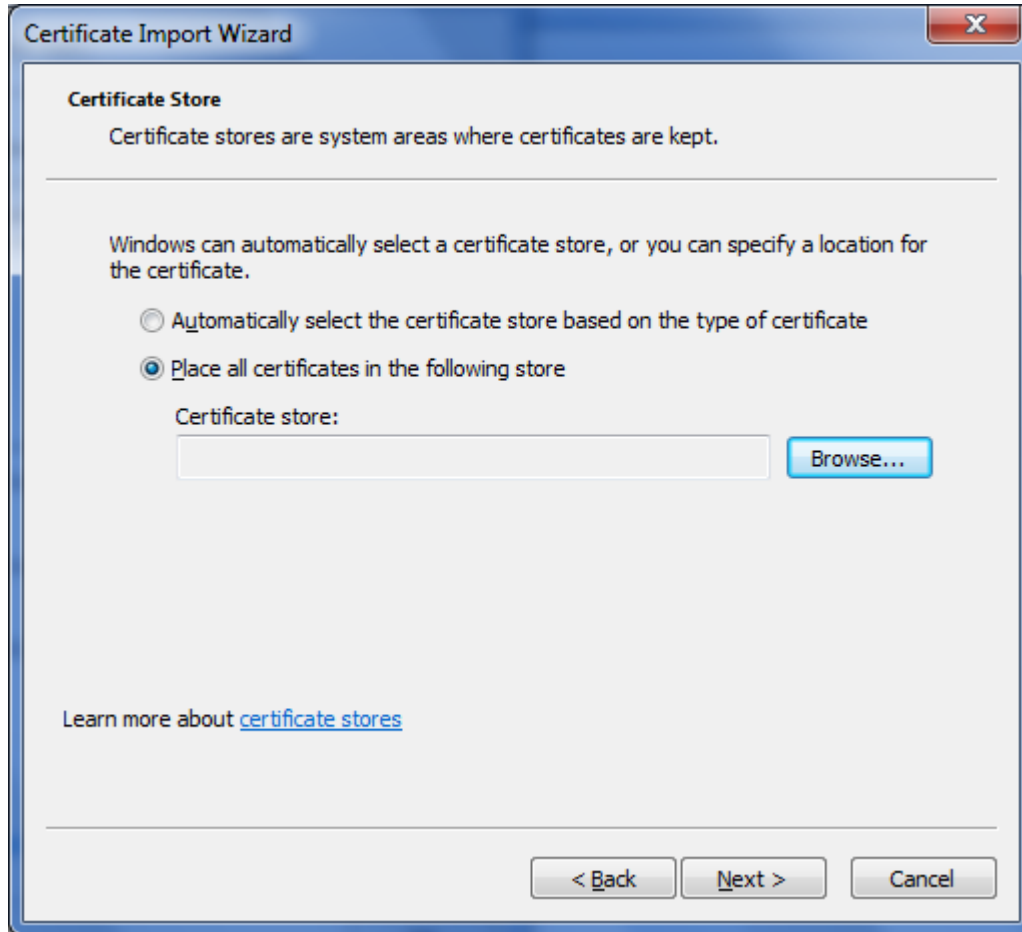 Certificate Import Wizard
Certificate Store
Certificate stores are system areas where certificates are kept.
Windows can automatically select a certificate store, or you can specify a location for
the certificate.
Automatically select the certificate store based on the type of certificate
Place all certificates in the following store
Certificate store:
Browse...
Learn more about certificate stores
< Back Next > Cancel